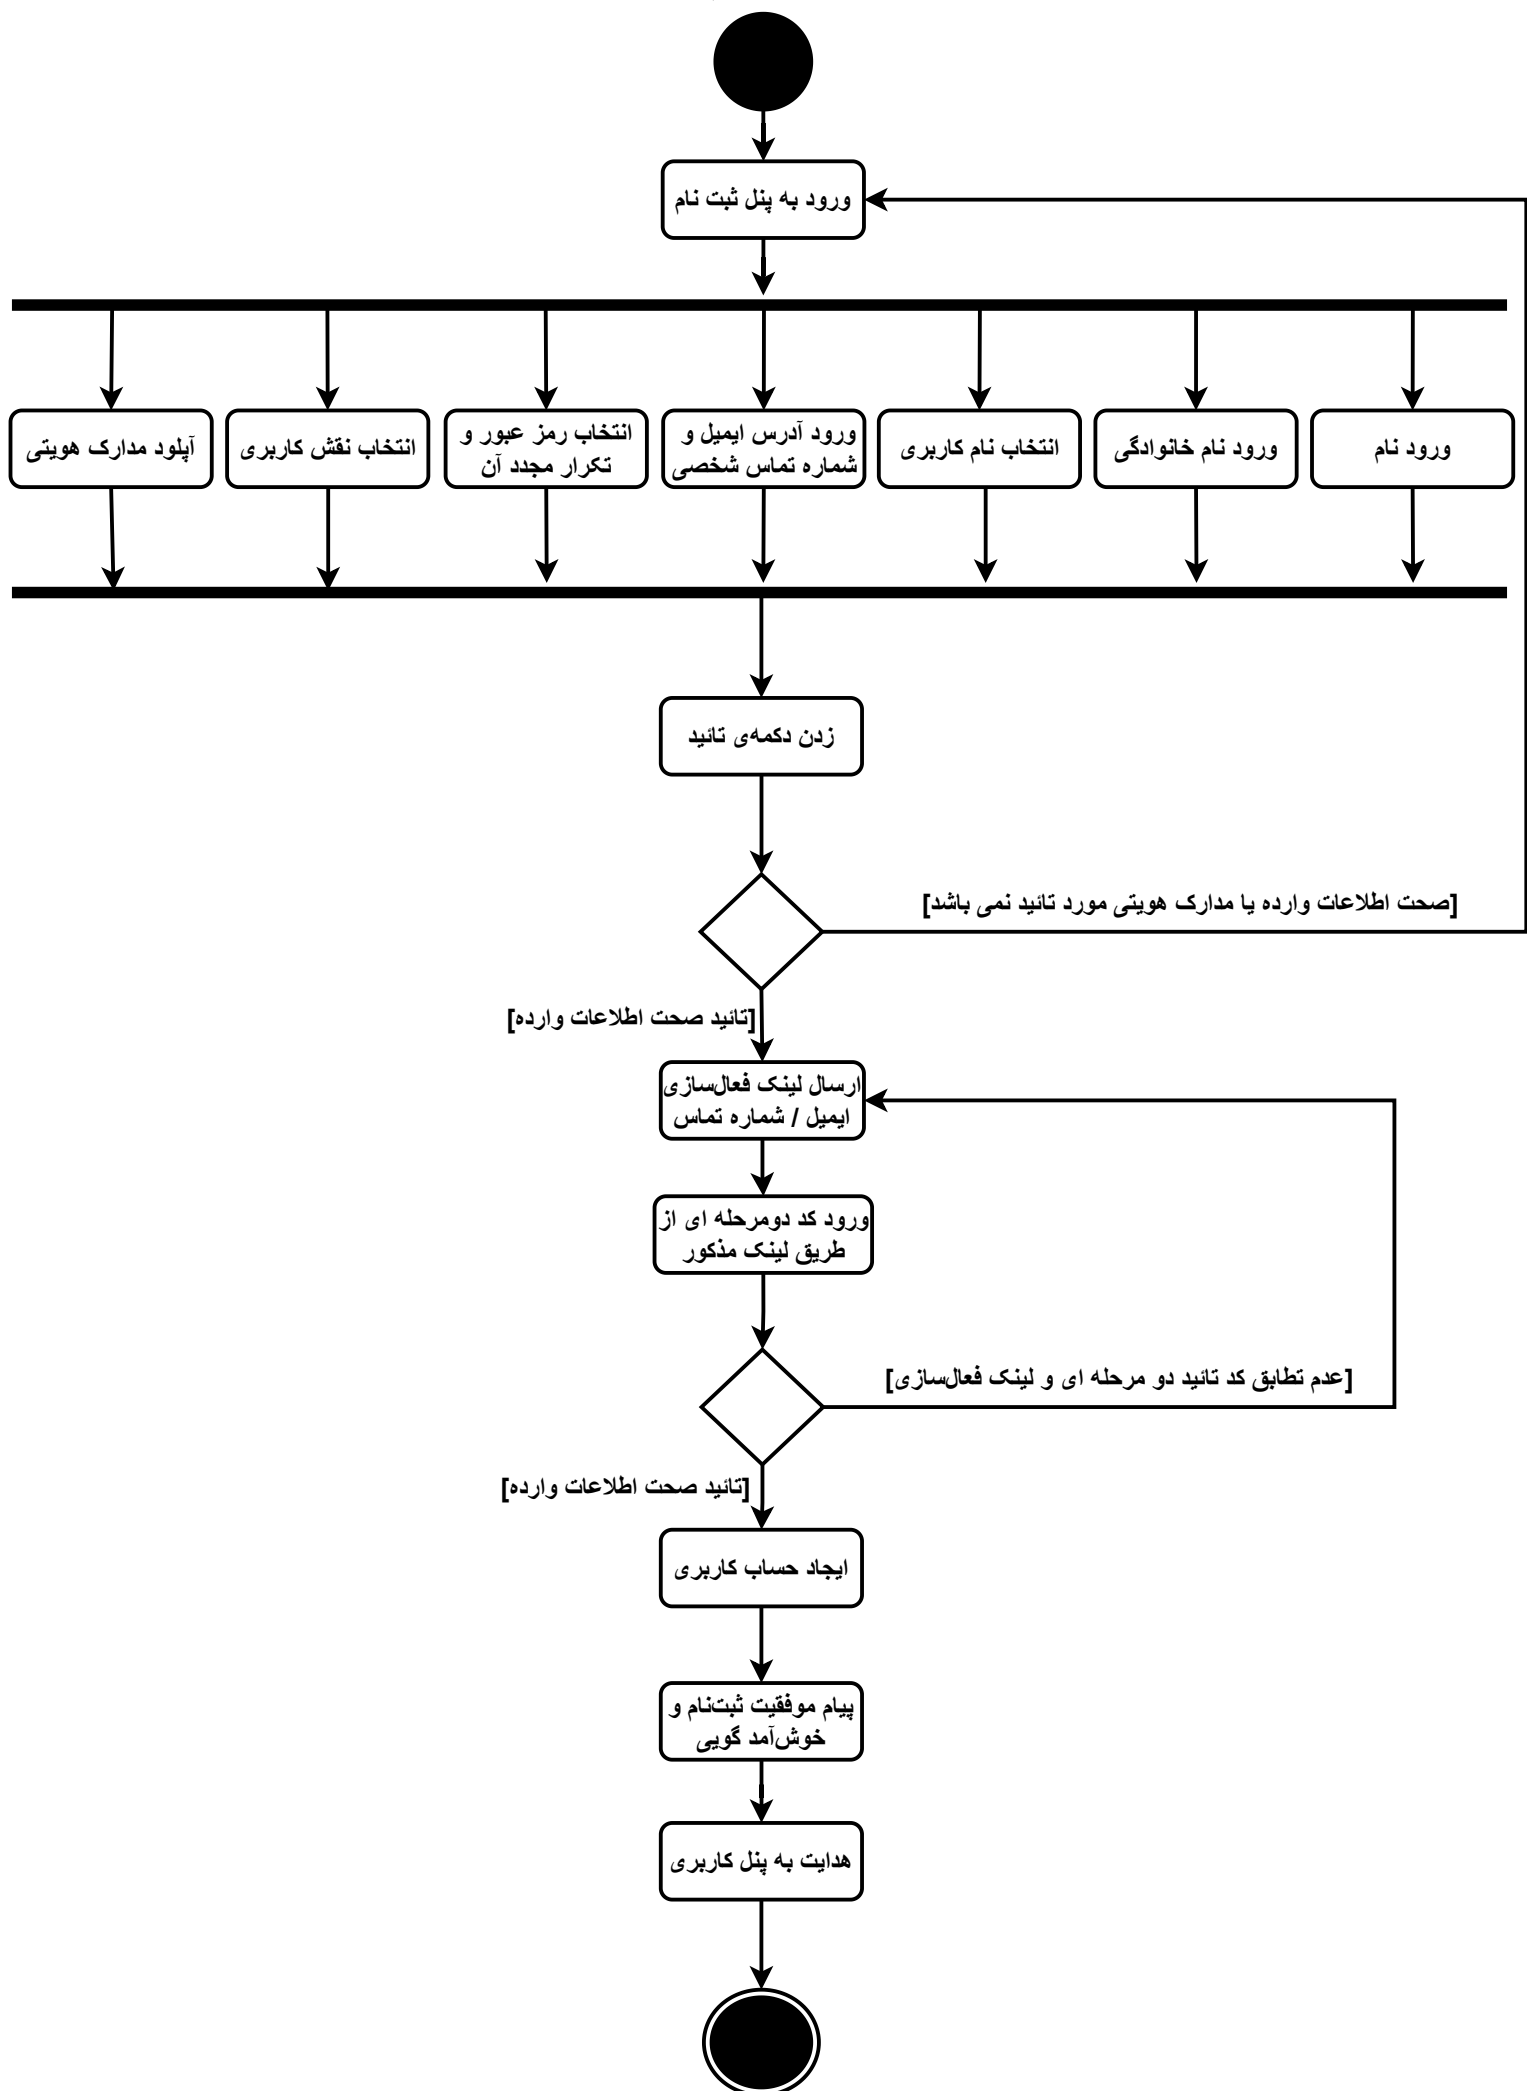 ورود به پنل ثبت نام
ورود نام
ورود نام خانوادگی
انتخاب نام کاربری
ورود آدرس ایمیل و
شماره تماس شخصی
انتخاب رمز عبور و
تکرار مجدد آن
انتخاب نقش کاربری
آپلود مدارک هویتی
زدن دکمه‌ی تائید
[صحت اطلاعات وارده یا مدارک هویتی مورد تائید نمی باشد]
[تائید صحت اطلاعات وارده]
ارسال لینک فعال‌سازی
ایمیل / شماره تماس
ورود کد دومرحله ای از
طریق لینک مذکور
[عدم تطابق کد تائید دو مرحله ای و لینک فعال‌سازی]
[تائید صحت اطلاعات وارده]
ایجاد حساب کاربری
پیام موفقیت ثبت‌نام و
خوش‌آمد گویی
هدایت به پنل کاربری